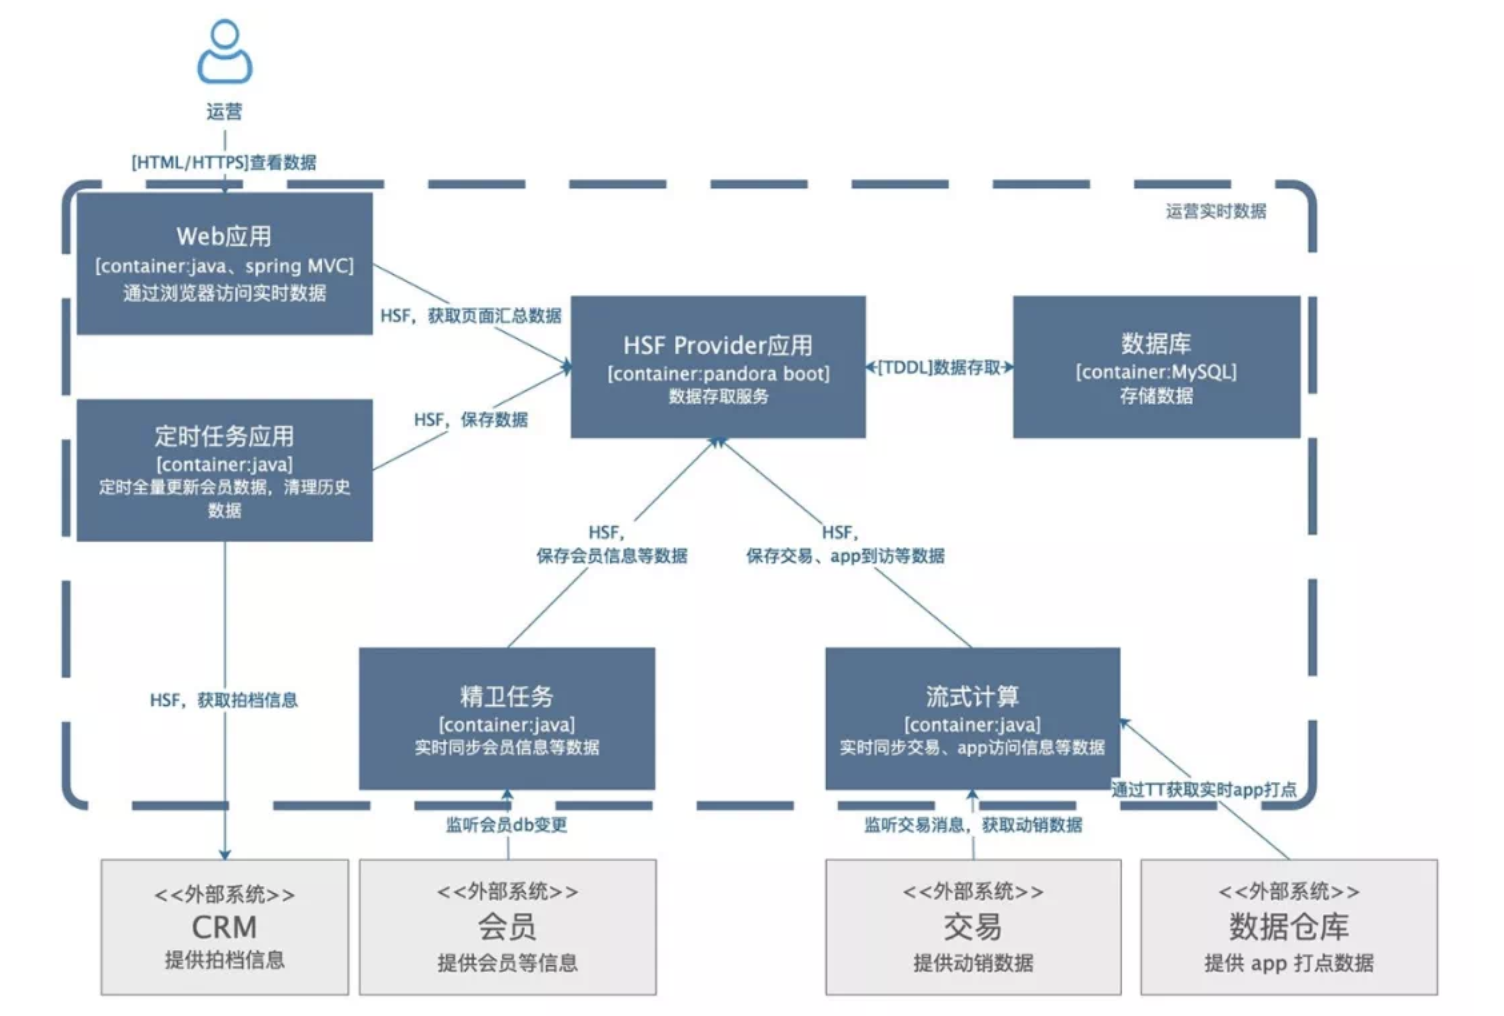 运营
[HTML/HTTPS]查看数据
运营实时数据
Web应用
[container:java、spring MVC]
通过浏览器访问实时数据
HSF，获取页面汇总数据
HSF Provider应用
[container:pandora boot]
数据存取服务
[TDDL]数据存取
数据库
[container:MySQL]
存储数据
HSF，保存数据
定时任务应用
[container:java]
定时全量更新会员数据，清理历史
数据
HSF，
保存会员信息等数据
HSF，
保存交易、app到访等数据
HSF，获取拍档信息
精卫任务
[container:java]
实时同步会员信息等数据
流式计算
[container:java]
实时同步交易、app访问信息等数据
通过TT获取实时app打点
监听会员db变更
监听交易消息，获取动销数据
<<外部系统>>
CRM
提供拍档信息
<<外部系统>>
会员
提供会员等信息
<<外部系统>>
交易
提供动销数据
<<外部系统>>
数据仓库
提供 app 打点数据